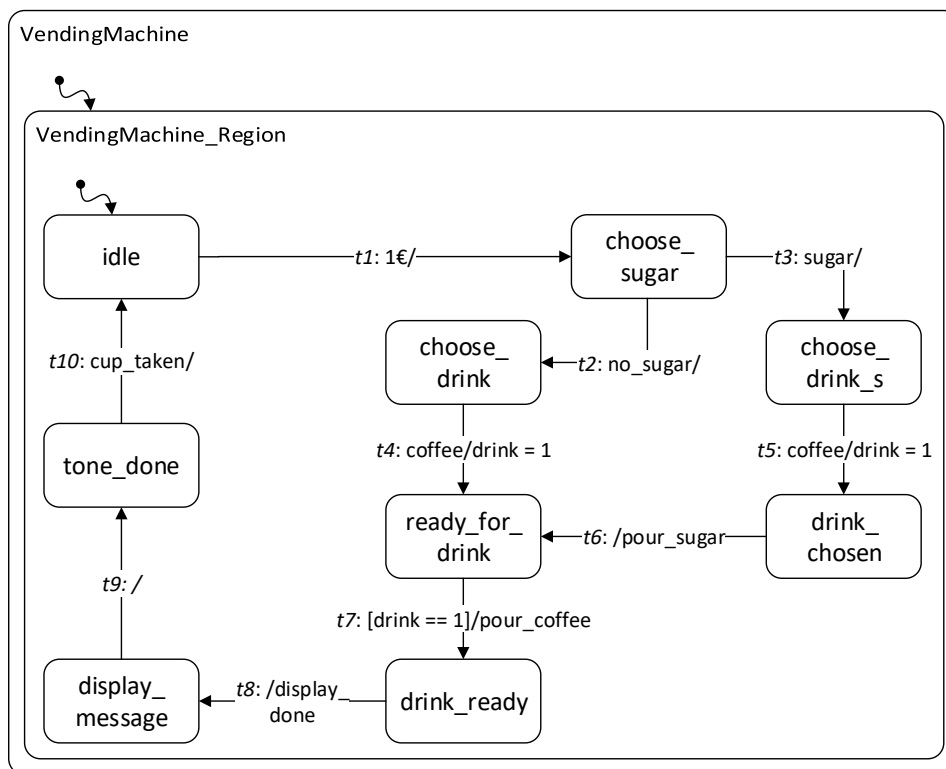 VendingMachine
VendingMachine_Region
idle
t1: 1€/
choose_
sugar
t3: sugar/
choose_
drink
t2: no_sugar/
choose_
drink_s
t10: cup_taken/
tone_done
t4: coffee/drink = 1
t5: coffee/drink = 1
ready_for_
drink
t6: /pour_sugar
drink_
chosen
t9: /
t7: [drink == 1]/pour_coffee
display_
message
t8: /display_
done
drink_ready